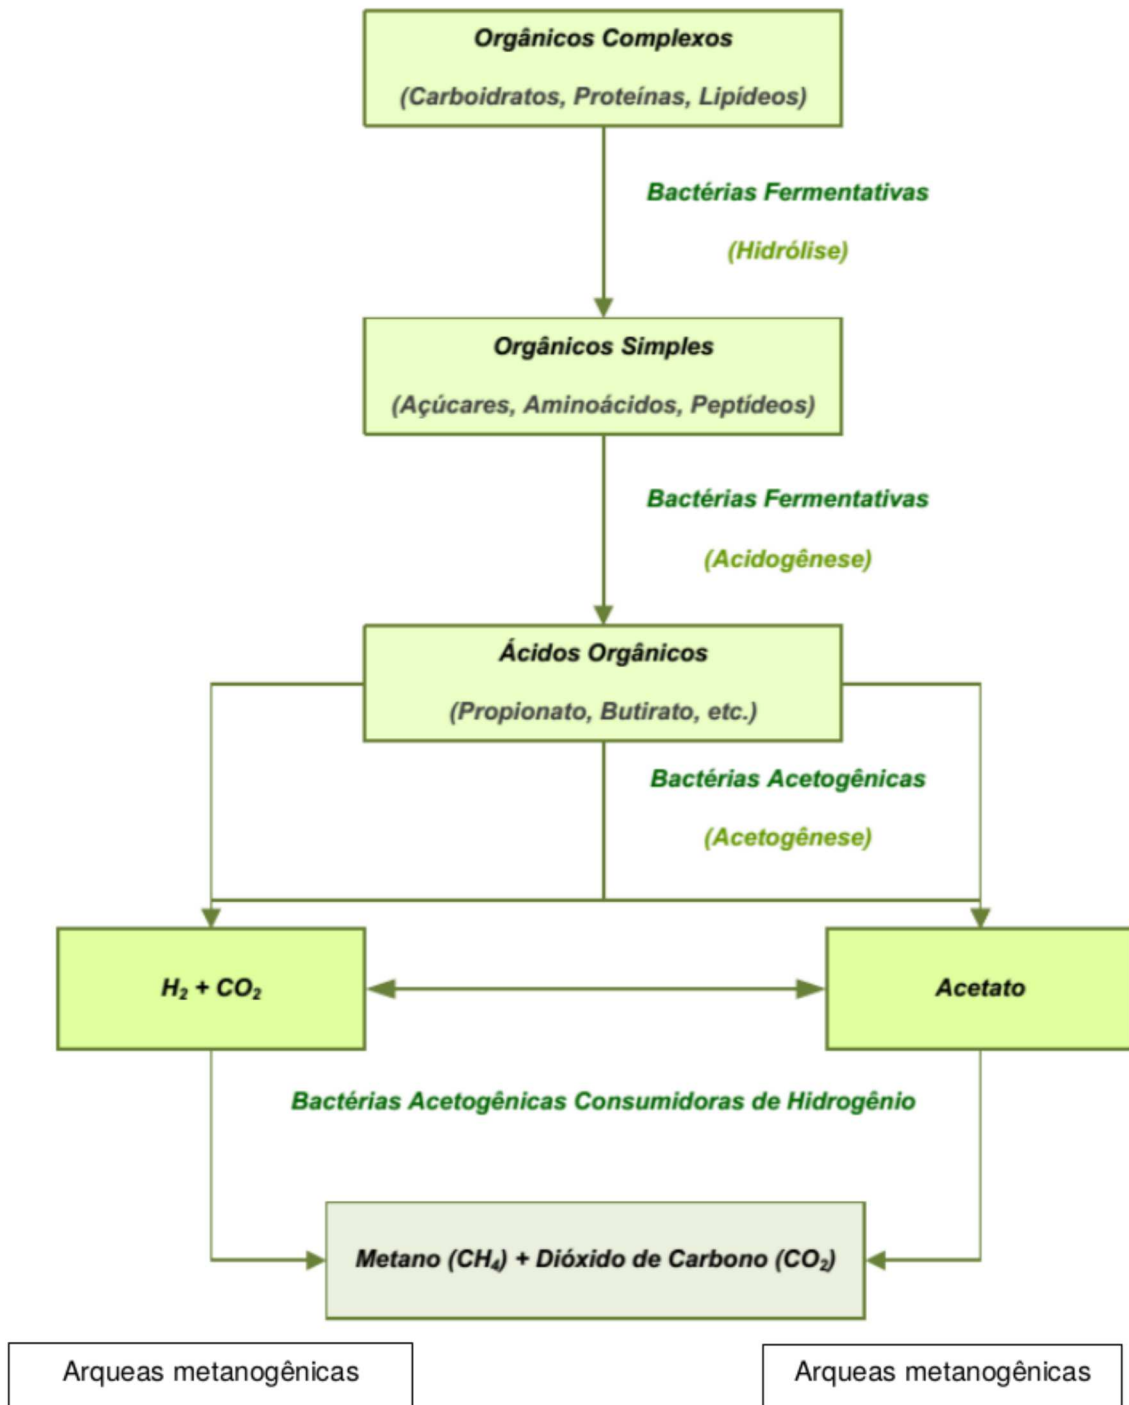 Orgânicos Complexos
(Carboidratos, Proteínas, Lipídeos)
Bactérias Fermentativas
(Hidrólise)
Orgânicos Simples
(Açúcares, Aminoácidos, Peptídeos)
Bactérias Fermentativas
(Acidogênese)
Ácidos Orgânicos
(Propionato, Butirato, etc.)
Bactérias Acetogênicas
(Acetogênese)
H₂ + CO₂
Acetato
Bactérias Acetogênicas Consumidoras de Hidrogênio
Metano (CH₄) + Dióxido de Carbono (CO₂)
Arqueas metanogênicas
Arqueas metanogênicas